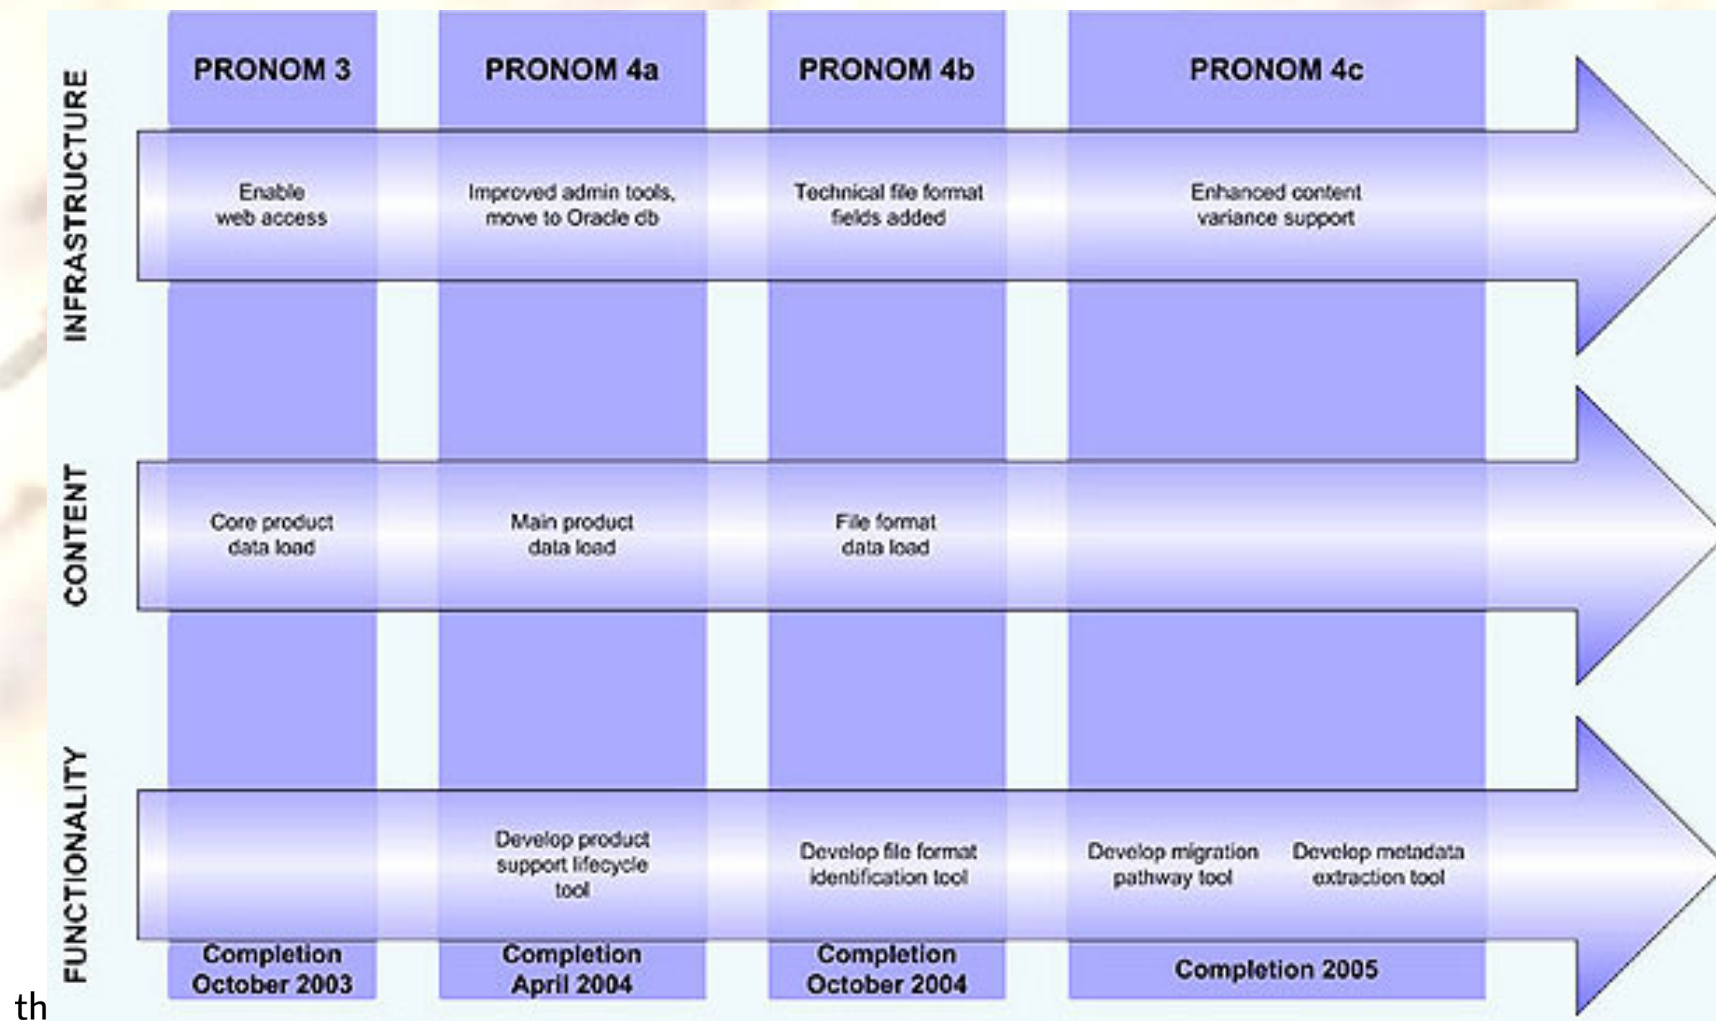 PRONOM 3
PRONOM 4a
PRONOM 4b
PRONOM 4c
INFRASTRUCTURE
Enable
web access
Improved admin tools,
move to Oracle db
Technical file format
fields added
Enhanced content
variance support
CONTENT
Core product
data load
Main product
data load
File format
data load
FUNCTIONALITY
Develop product
support lifecycle
tool
Develop file format
identification tool
Develop migration
pathway tool
Develop metadata
extraction tool
Completion
October 2003
Completion
April 2004
Completion
October 2004
Completion 2005
th